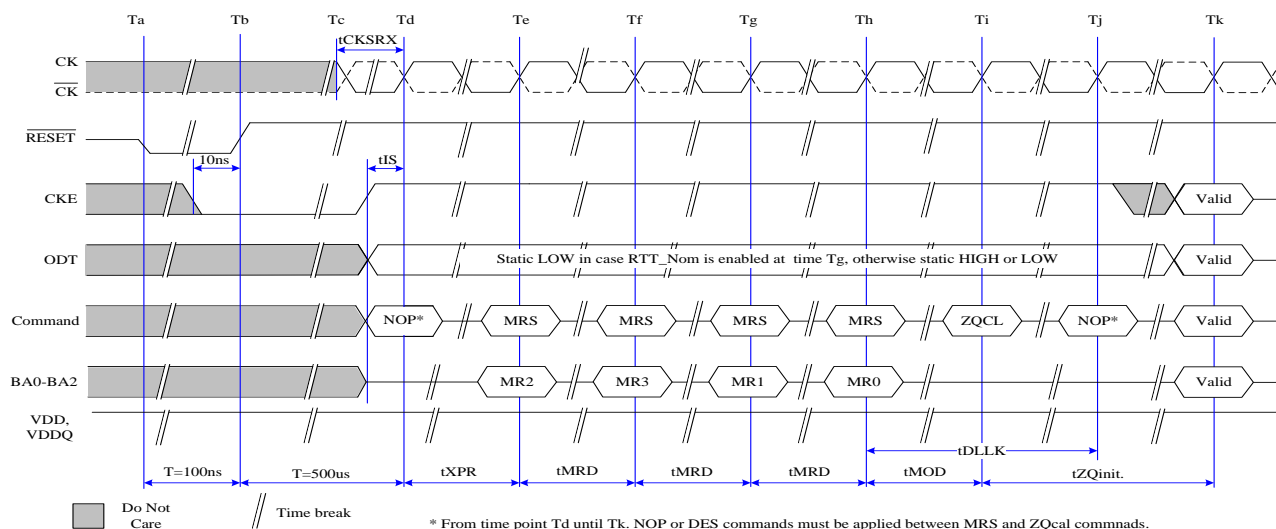 Ta Tb Tc Td Te Tf Tg Th Ti Tj Tk
tCKSRX
CK
CK
RESET
10ns tIS
CKE Valid
ODT Static LOW in case RTT_Nom is enabled at time Tg, otherwise static HIGH or LOW Valid
Command NOP* MRS MRS MRS MRS ZQCL NOP* Valid
BA0-BA2 MR2 MR3 MR1 MR0 Valid
VDD,
VDDQ
tDLLK
T=100ns T=500us tXPR tMRD tMRD tMRD tMOD tZQinit.
Do Not
Care
Time break
* From time point Td until Tk, NOP or DES commands must be applied between MRS and ZQcal commnads.